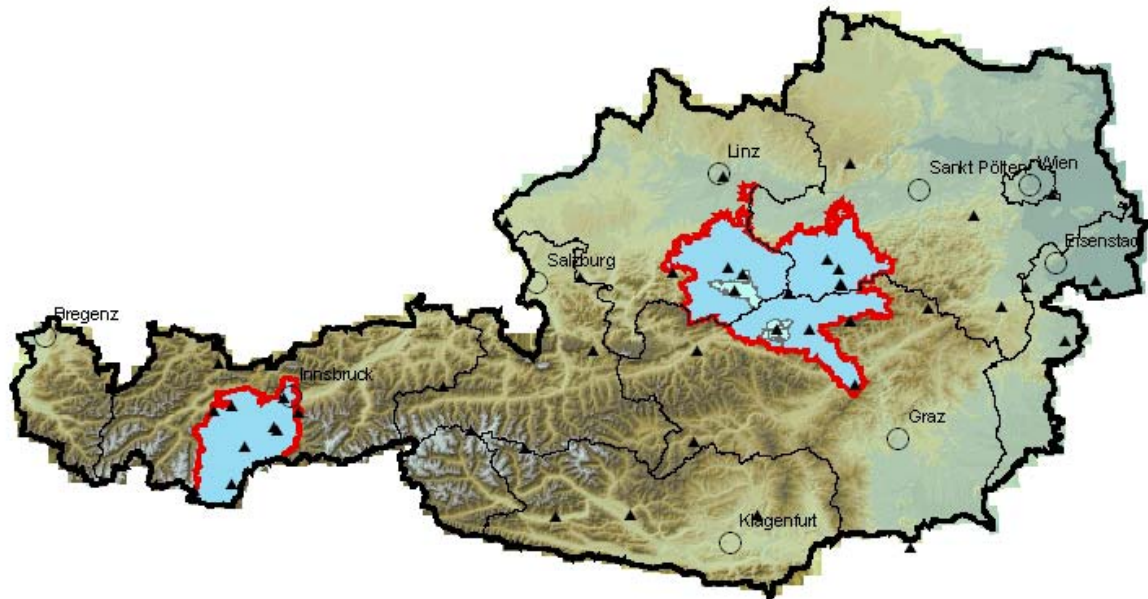 Linz
Sankt Pölten
Wien
Eisenstad
Salzburg
Bregenz
Innsbruck
Graz
Klagenfurt